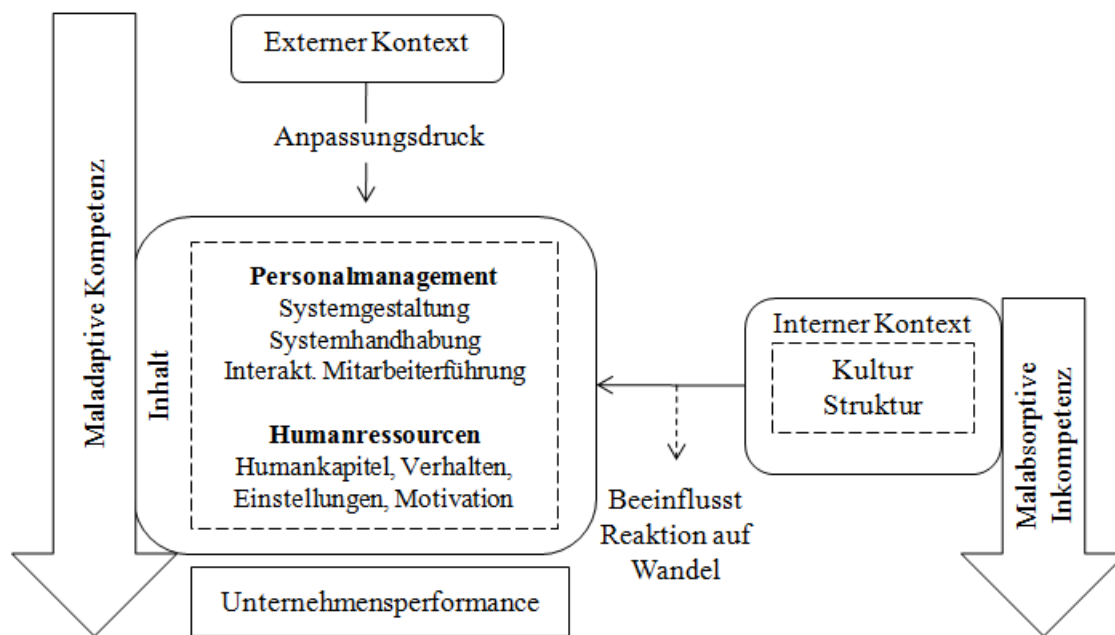 Externer Kontext
Anpassungsdruck
Maladaptive Kompetenz
Inhalt
Personalmanagement
Systemgestaltung
Systemhandhabung
Interakt. Mitarbeiterführung
Humanressourcen
Humankapitel, Verhalten,
Einstellungen, Motivation
Interner Kontext
Kultur
Struktur
Malabsorptive
Inkompetenz
Beeinflusst
Reaktion auf
Wandel
Unternehmensperformance